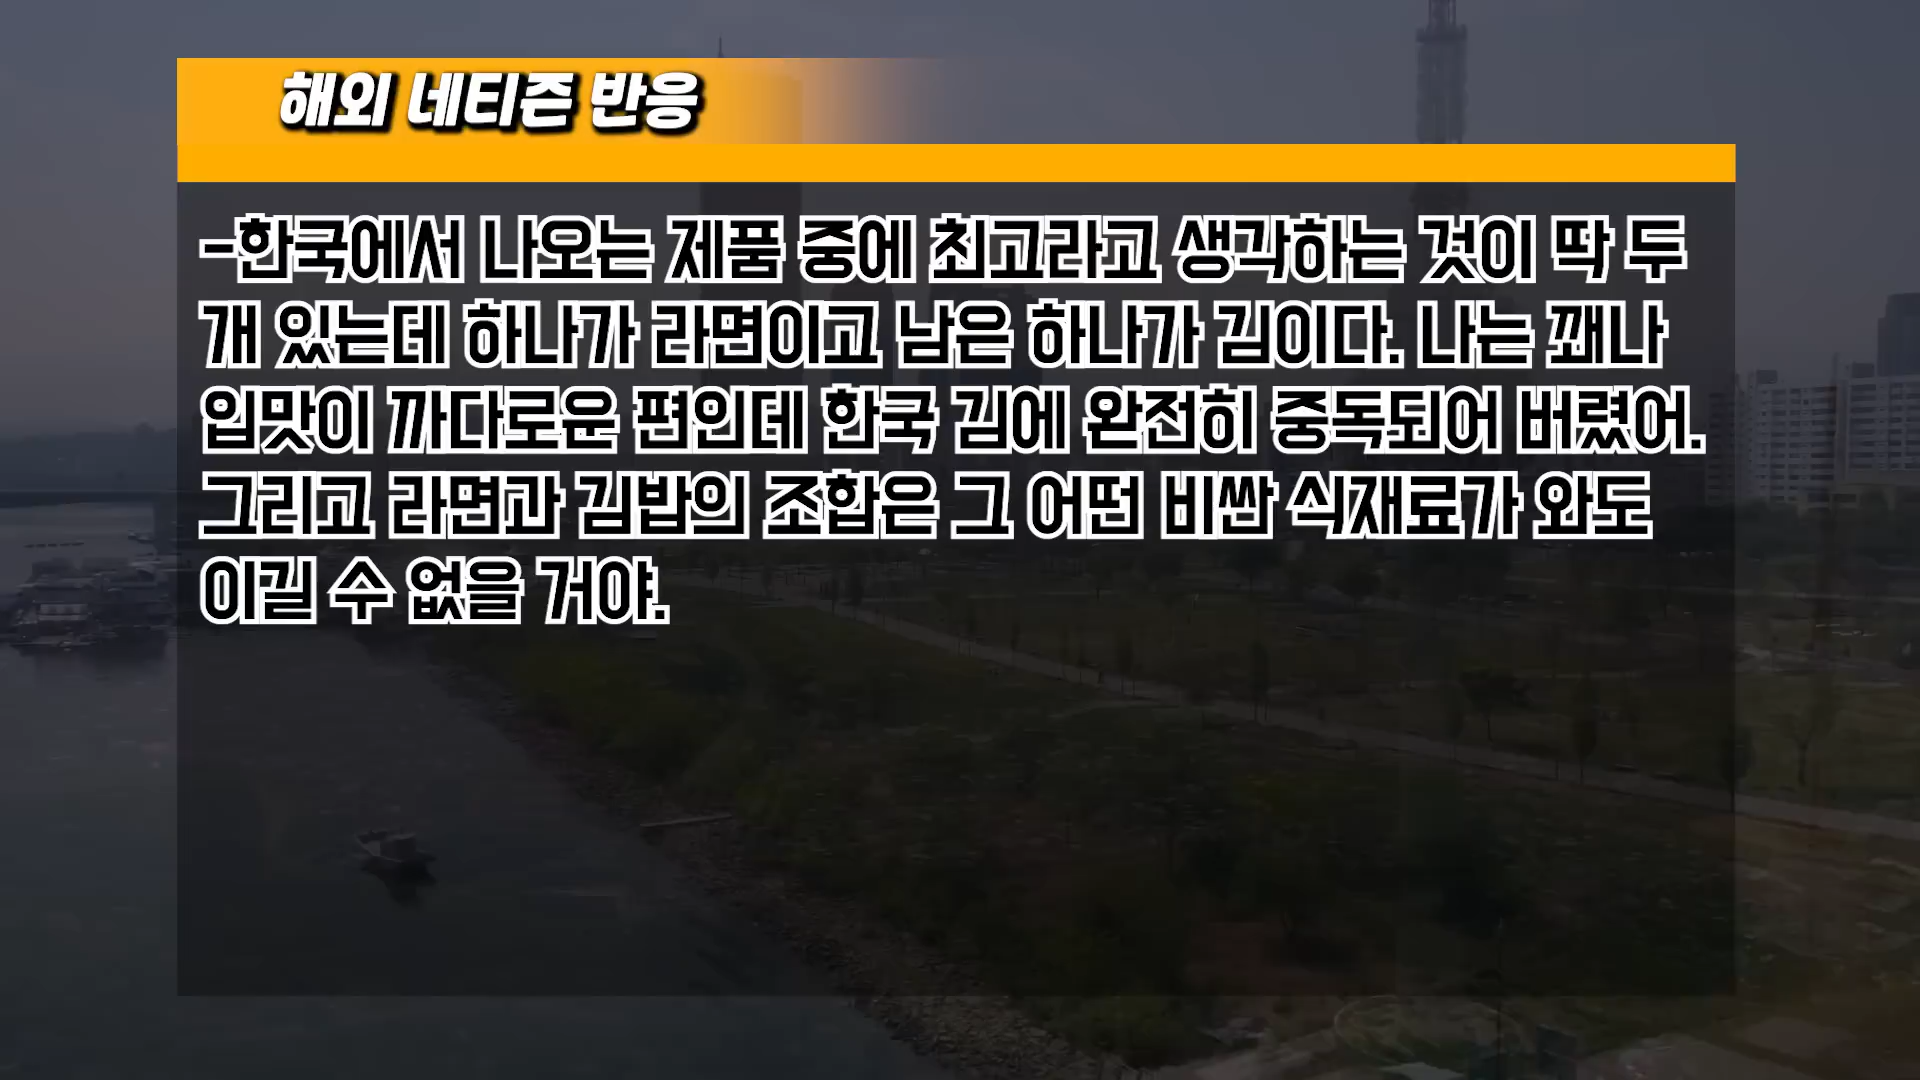 해외 네티즌 반응
-한국에서 나오는 제품 중에 최고라고 생각하는 것이 딱 두
개 있는데 하나가 라면이고 남은 하나가 김이다. 나는 꽤나
입맛이 까다로운 편인데 한국 김에 완전히 중독되어 버렸어.
그리고 라면과 김밥의 조합은 그 어떤 비싼 식재료가 와도
이길 수 없을 거야.